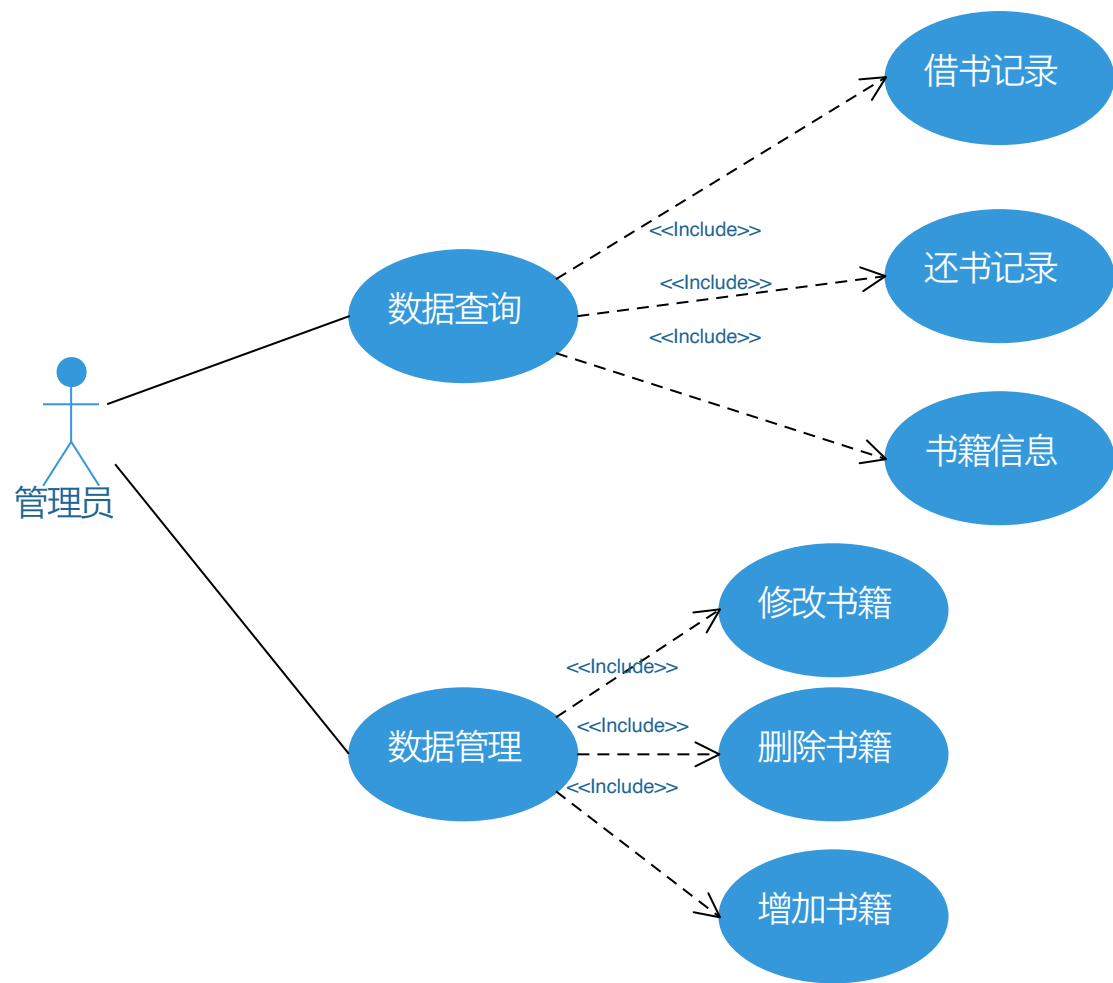 借书记录
<<Include>>
还书记录
<<Include>>
数据查询
<<Include>>
书籍信息
管理员
修改书籍
<<Include>>
<<Include>>
数据管理
删除书籍
<<Include>>
增加书籍